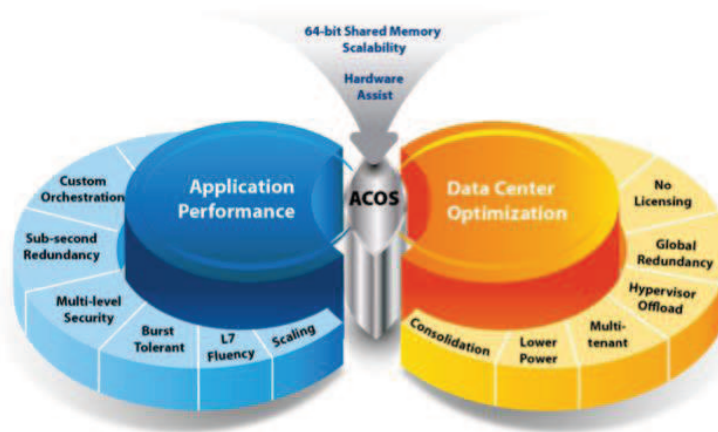 64-bit Shared Memory
Scalability
Hardware
Assist
ACOS
Application
Performance
Custom
Orchestration
Sub-second
Redundancy
Multi-level
Security
Burst
Tolerant
L7
Fluency
Scaling
Data Center
Optimization
No
Licensing
Global
Redundancy
Hypervisor
Offload
Multi-
tenant
Lower
Power
Consolidation